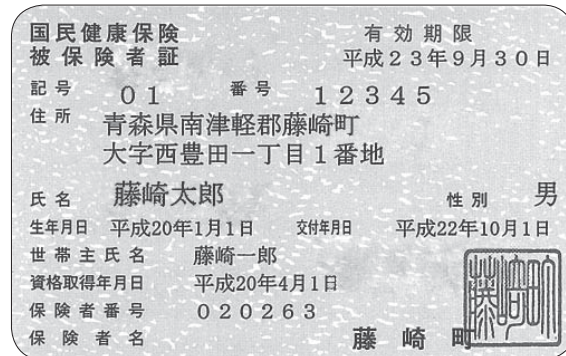 国民健康保険 有効期限
被保険者証 平成23年9月30日
記号 01 番号 12345
住所 青森県南津軽郡藤崎町
大字西豊田一丁目1番地
氏名 藤崎太郎 性別 男
生年月日 平成20年1月1日 交付年月日 平成22年10月1日
世帯主氏名 藤崎一郎
資格取得年月日 平成20年4月1日
保険者番号 020263
保険者名 藤崎町